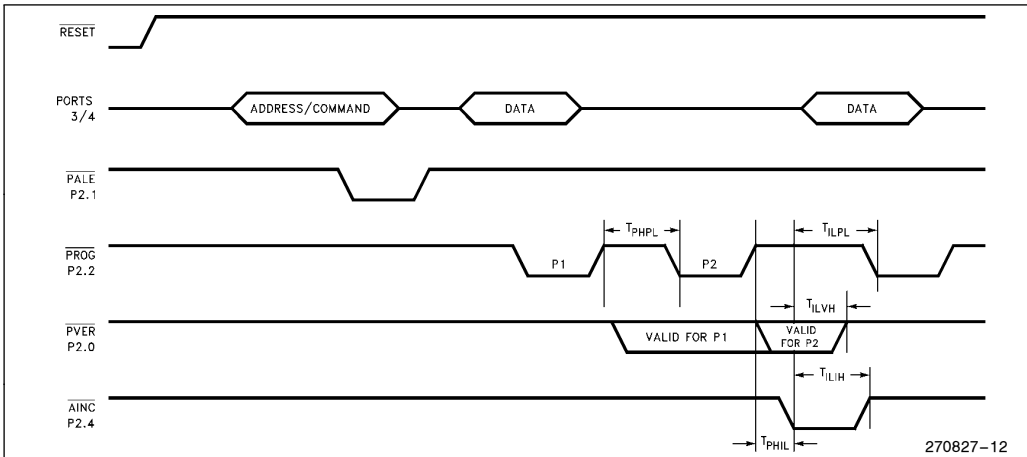 RESET
PORTS
3/4
ADDRESS/COMMAND
DATA
DATA
PALE
P2.1
TPHPL
TILPL
PROG
P2.2
P1
P2
TILVH
PVER
P2.0
VALID FOR P1
VALID
FOR P2
TILIH
AINC
P2.4
TPHIL
270827-12